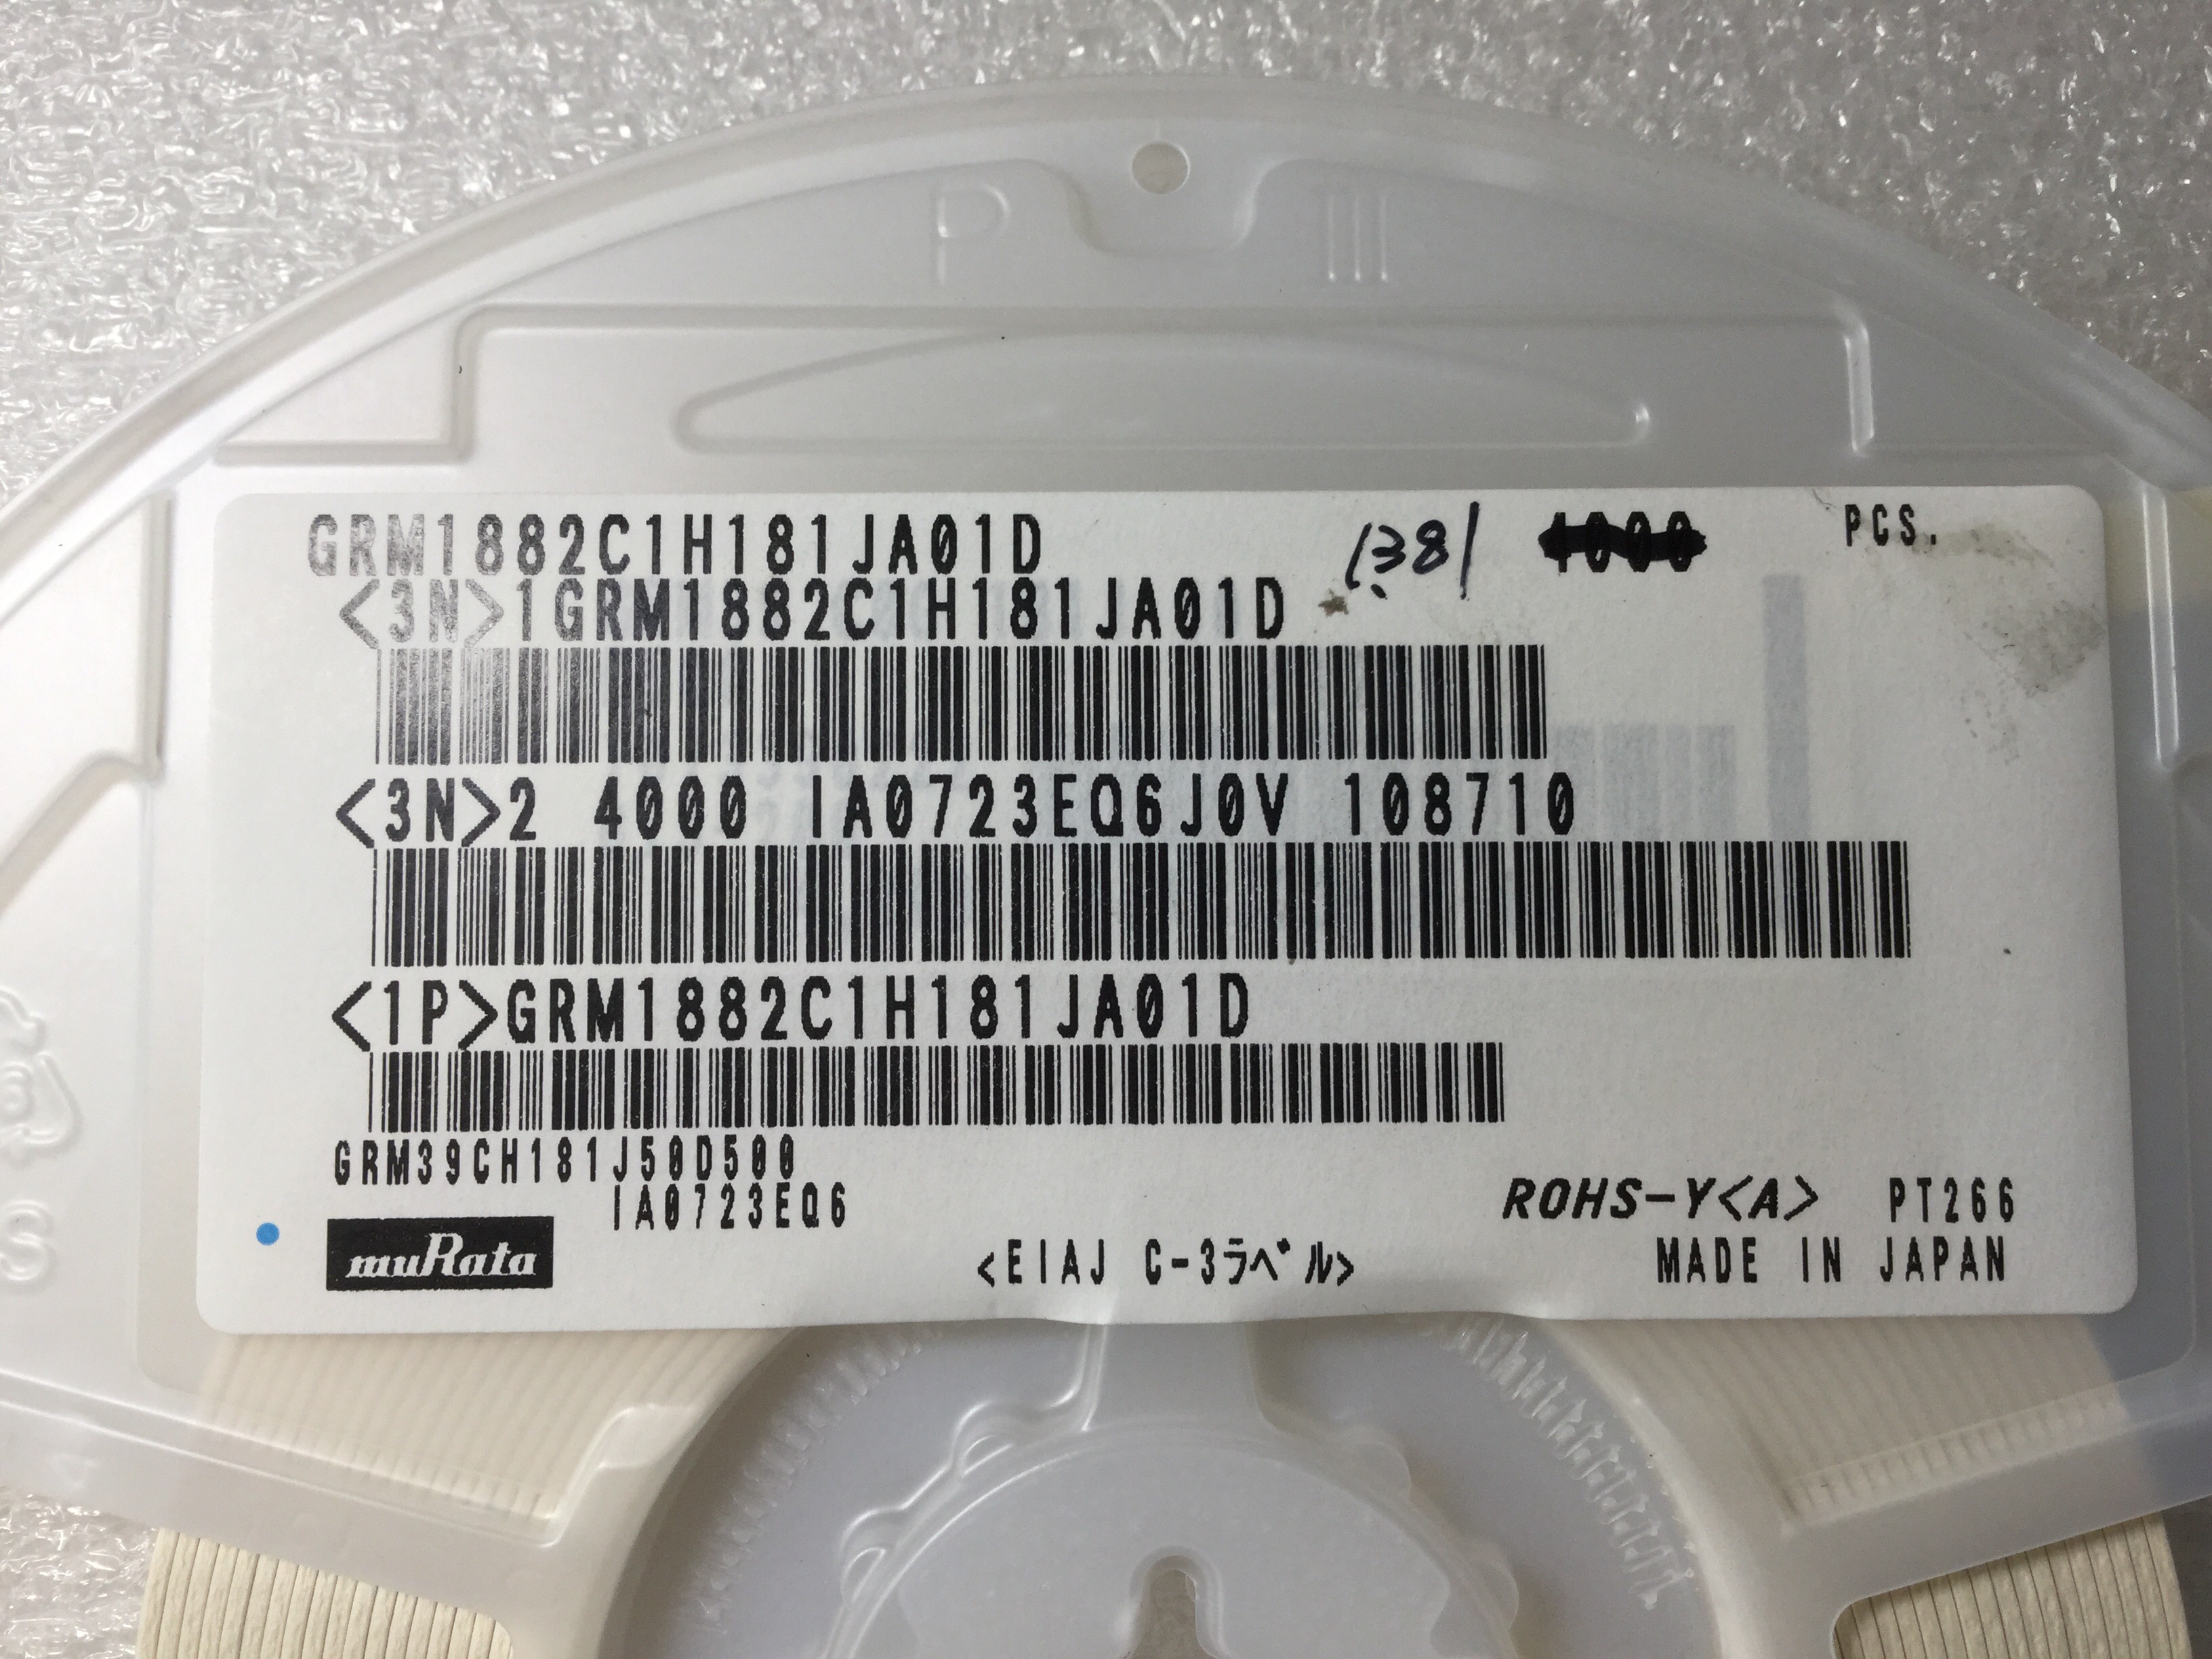 P III
GRM1882C1H181JA01D 1381 4000 PCS.
<3N>1GRM1882C1H181JA01D
<3N>2 4000 IA0723EQ6J0V 108710
<1P>GRM1882C1H181JA01D
GRM39CH181J50D500
IA0723EQ6
ROHS-Y<A> PT266
muRata
<EIAJ C-3ラベル>
MADE IN JAPAN